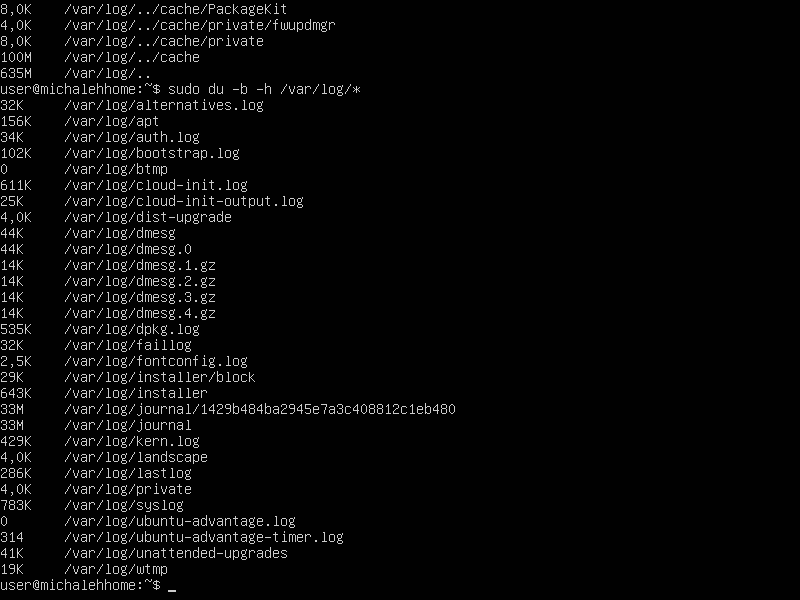 8,0K    /var/log/../cache/PackageKit
4,0K    /var/log/../cache/private/fwupdmgr
8,0K    /var/log/../cache/private
100M    /var/log/../cache
635M    /var/log/..
user@michalehhome:~$ sudo du -b -h /var/log/*
32K     /var/log/alternatives.log
156K    /var/log/apt
34K     /var/log/auth.log
102K    /var/log/bootstrap.log
0       /var/log/btmp
611K    /var/log/cloud-init.log
25K     /var/log/cloud-init-output.log
4,0K    /var/log/dist-upgrade
44K     /var/log/dmesg
44K     /var/log/dmesg.0
14K     /var/log/dmesg.1.gz
14K     /var/log/dmesg.2.gz
14K     /var/log/dmesg.3.gz
14K     /var/log/dmesg.4.gz
535K    /var/log/dpkg.log
32K     /var/log/faillog
2,5K    /var/log/fontconfig.log
29K     /var/log/installer/block
643K    /var/log/installer
33M     /var/log/journal/1429b484ba2945e7a3c408812c1eb480
33M     /var/log/journal
429K    /var/log/kern.log
4,0K    /var/log/landscape
286K    /var/log/lastlog
4,0K    /var/log/private
783K    /var/log/syslog
0       /var/log/ubuntu-advantage.log
314     /var/log/ubuntu-advantage-timer.log
41K     /var/log/unattended-upgrades
19K     /var/log/wtmp
user@michalehhome:~$ _